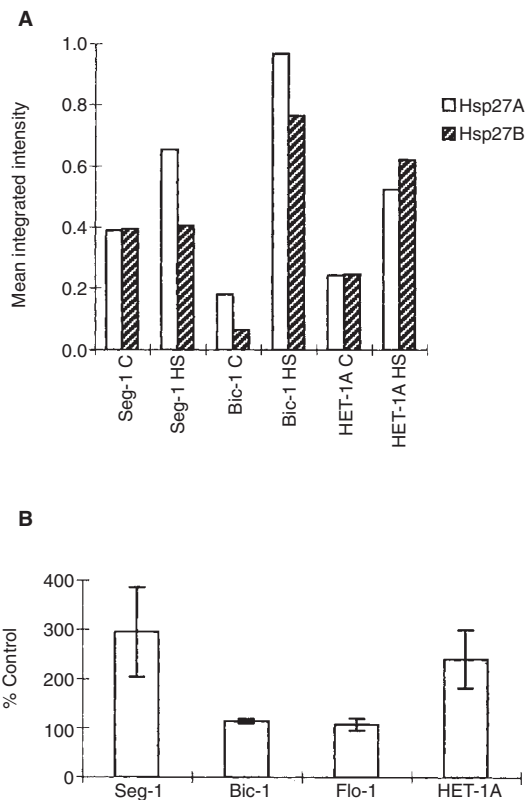 A
Mean integrated intensity
1.0
0.8
0.6
0.4
0.2
0.0
Hsp27A
Hsp27B
Seg-1 C
Seg-1 HS
Bic-1 C
Bic-1 HS
HET-1A C
HET-1A HS
B
% Control
400
300
200
100
0
Seg-1
Bic-1
Flo-1
HET-1A